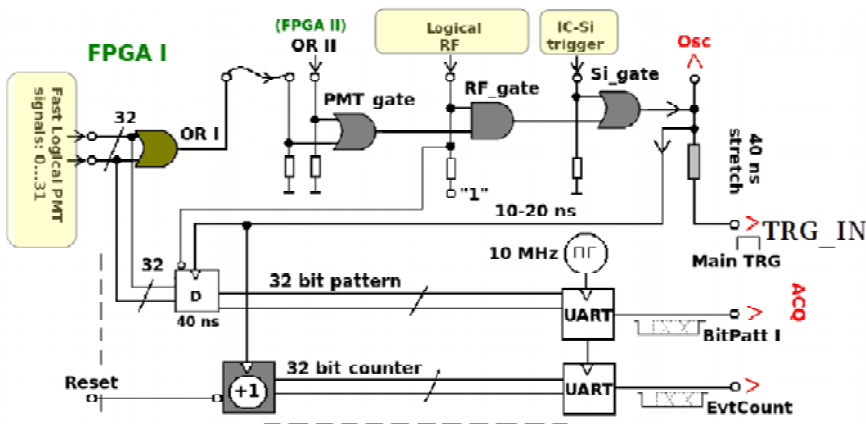 FPGA I
(FPGA II)
OR II
Logical
RF
IC-Si
trigger
Osc
Fast Logical PMT
signals: 0...31
32
OR I
PMT gate
RF_gate
Si_gate
40 ns
stretch
"1"
10-20 ns
TRG_IN
Main TRG
10 MHz
32
D
40 ns
32 bit pattern
UART
BitPatt I
ACQ
Reset
+1
32 bit counter
UART
EvtCount